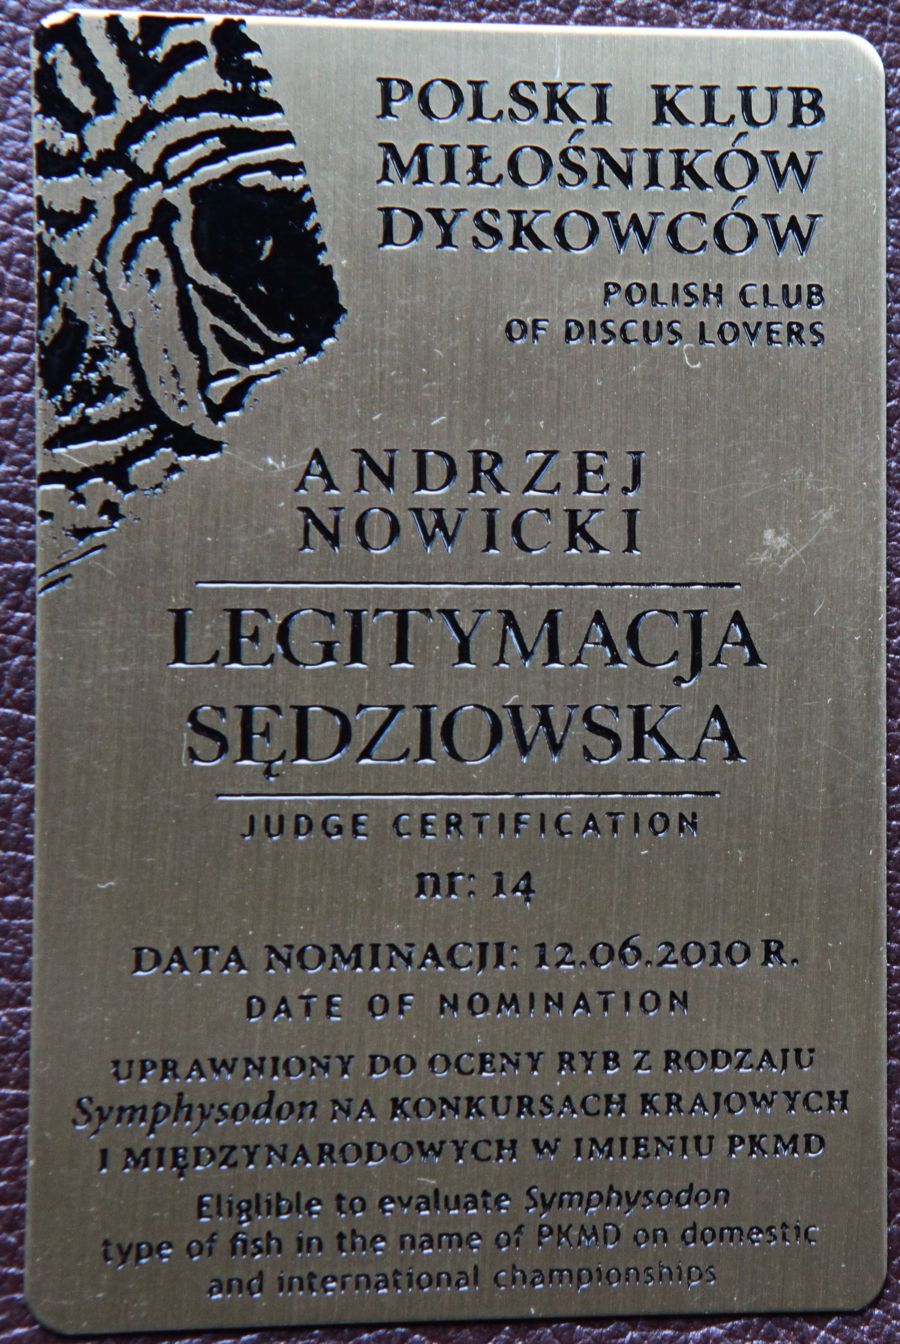 POLSKI KLUB
MIŁOŚNIKÓW
DYSKOWCÓW
POLISH CLUB
OF DISCUS LOVERS
ANDRZEJ
NOWICKI
LEGITYMACJA
SĘDZIOWSKA
JUDGE CERTIFICATION
nr: 14
DATA NOMINACJI: 12.06.2010 R.
DATE OF NOMINATION
UPRAWNIONY DO OCENY RYB Z RODZAJU
Symphysodon NA KONKURSACH KRAJOWYCH
I MIĘDZYNARODOWYCH W IMIENIU PKMD
Eliglible to evaluate Symphysodon
type of fish in the name of PKMD on domestic
and international championships